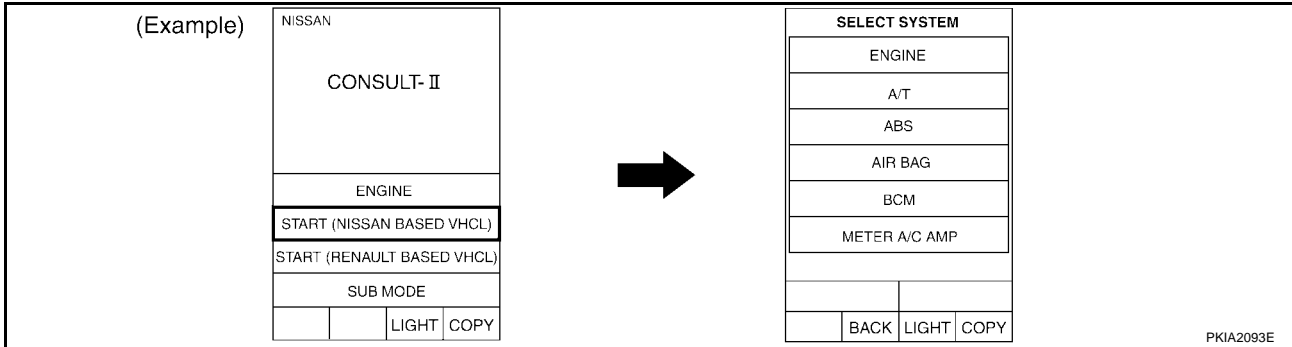 (Example)
NISSAN
CONSULT-II
ENGINE
START (NISSAN BASED VHCL)
START (RENAULT BASED VHCL)
SUB MODE
LIGHT COPY
SELECT SYSTEM
ENGINE
A/T
ABS
AIR BAG
BCM
METER A/C AMP
BACK LIGHT COPY
PKIA2093E